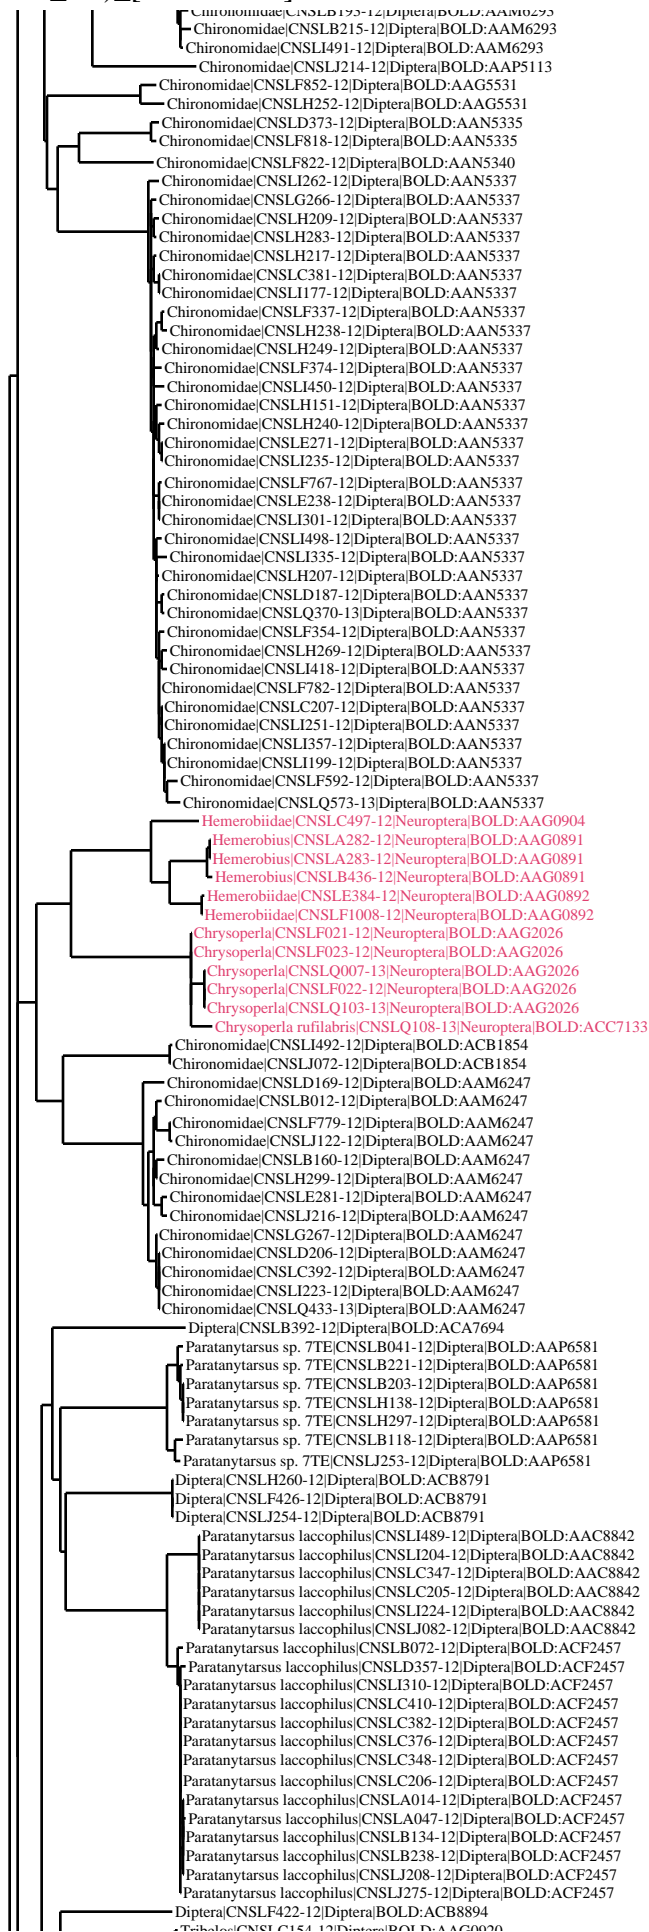 Chironomidae|CNSLB193-12|Diptera|BOLD:AAM6293
Chironomidae|CNSLB215-12|Diptera|BOLD:AAM6293
Chironomidae|CNSLI491-12|Diptera|BOLD:AAM6293
Chironomidae|CNSLJ214-12|Diptera|BOLD:AAP5113
Chironomidae|CNSLF852-12|Diptera|BOLD:AAG5531
Chironomidae|CNSLH252-12|Diptera|BOLD:AAG5531
Chironomidae|CNSLD373-12|Diptera|BOLD:AAN5335
Chironomidae|CNSLF818-12|Diptera|BOLD:AAN5335
Chironomidae|CNSLF822-12|Diptera|BOLD:AAN5340
Chironomidae|CNSLI262-12|Diptera|BOLD:AAN5337
Chironomidae|CNSLG266-12|Diptera|BOLD:AAN5337
Chironomidae|CNSLH209-12|Diptera|BOLD:AAN5337
Chironomidae|CNSLH283-12|Diptera|BOLD:AAN5337
Chironomidae|CNSLH217-12|Diptera|BOLD:AAN5337
Chironomidae|CNSLC381-12|Diptera|BOLD:AAN5337
Chironomidae|CNSLI177-12|Diptera|BOLD:AAN5337
Chironomidae|CNSLF337-12|Diptera|BOLD:AAN5337
Chironomidae|CNSLH238-12|Diptera|BOLD:AAN5337
Chironomidae|CNSLH249-12|Diptera|BOLD:AAN5337
Chironomidae|CNSLF374-12|Diptera|BOLD:AAN5337
Chironomidae|CNSLI450-12|Diptera|BOLD:AAN5337
Chironomidae|CNSLH151-12|Diptera|BOLD:AAN5337
Chironomidae|CNSLH240-12|Diptera|BOLD:AAN5337
Chironomidae|CNSLE271-12|Diptera|BOLD:AAN5337
Chironomidae|CNSLI235-12|Diptera|BOLD:AAN5337
Chironomidae|CNSLF767-12|Diptera|BOLD:AAN5337
Chironomidae|CNSLE238-12|Diptera|BOLD:AAN5337
Chironomidae|CNSLI301-12|Diptera|BOLD:AAN5337
Chironomidae|CNSLI498-12|Diptera|BOLD:AAN5337
Chironomidae|CNSLI335-12|Diptera|BOLD:AAN5337
Chironomidae|CNSLH207-12|Diptera|BOLD:AAN5337
Chironomidae|CNSLD187-12|Diptera|BOLD:AAN5337
Chironomidae|CNSLQ370-13|Diptera|BOLD:AAN5337
Chironomidae|CNSLF354-12|Diptera|BOLD:AAN5337
Chironomidae|CNSLH269-12|Diptera|BOLD:AAN5337
Chironomidae|CNSLI418-12|Diptera|BOLD:AAN5337
Chironomidae|CNSLF782-12|Diptera|BOLD:AAN5337
Chironomidae|CNSLC207-12|Diptera|BOLD:AAN5337
Chironomidae|CNSLI251-12|Diptera|BOLD:AAN5337
Chironomidae|CNSLI357-12|Diptera|BOLD:AAN5337
Chironomidae|CNSLI199-12|Diptera|BOLD:AAN5337
Chironomidae|CNSLF592-12|Diptera|BOLD:AAN5337
Chironomidae|CNSLQ573-13|Diptera|BOLD:AAN5337
Hemerobiidae|CNSLC497-12|Neuroptera|BOLD:AAG0904
Hemerobius|CNSLA282-12|Neuroptera|BOLD:AAG0891
Hemerobius|CNSLA283-12|Neuroptera|BOLD:AAG0891
Hemerobius|CNSLB436-12|Neuroptera|BOLD:AAG0891
Hemerobiidae|CNSLE384-12|Neuroptera|BOLD:AAG0892
Hemerobiidae|CNSLF1008-12|Neuroptera|BOLD:AAG0892
Chrysoperla|CNSLF021-12|Neuroptera|BOLD:AAG2026
Chrysoperla|CNSLF023-12|Neuroptera|BOLD:AAG2026
Chrysoperla|CNSLQ007-13|Neuroptera|BOLD:AAG2026
Chrysoperla|CNSLF022-12|Neuroptera|BOLD:AAG2026
Chrysoperla|CNSLQ103-13|Neuroptera|BOLD:AAG2026
Chrysoperla rufilabris|CNSLQ108-13|Neuroptera|BOLD:ACC7133
Chironomidae|CNSLI492-12|Diptera|BOLD:ACB1854
Chironomidae|CNSLJ072-12|Diptera|BOLD:ACB1854
Chironomidae|CNSLD169-12|Diptera|BOLD:AAM6247
Chironomidae|CNSLB012-12|Diptera|BOLD:AAM6247
Chironomidae|CNSLF779-12|Diptera|BOLD:AAM6247
Chironomidae|CNSLJ122-12|Diptera|BOLD:AAM6247
Chironomidae|CNSLB160-12|Diptera|BOLD:AAM6247
Chironomidae|CNSLH299-12|Diptera|BOLD:AAM6247
Chironomidae|CNSLE281-12|Diptera|BOLD:AAM6247
Chironomidae|CNSLJ216-12|Diptera|BOLD:AAM6247
Chironomidae|CNSLG267-12|Diptera|BOLD:AAM6247
Chironomidae|CNSLD206-12|Diptera|BOLD:AAM6247
Chironomidae|CNSLC392-12|Diptera|BOLD:AAM6247
Chironomidae|CNSLI223-12|Diptera|BOLD:AAM6247
Chironomidae|CNSLQ433-13|Diptera|BOLD:AAM6247
Diptera|CNSLB392-12|Diptera|BOLD:ACA7694
Paratanytarsus sp. 7TE|CNSLB041-12|Diptera|BOLD:AAP6581
Paratanytarsus sp. 7TE|CNSLB221-12|Diptera|BOLD:AAP6581
Paratanytarsus sp. 7TE|CNSLB203-12|Diptera|BOLD:AAP6581
Paratanytarsus sp. 7TE|CNSLH138-12|Diptera|BOLD:AAP6581
Paratanytarsus sp. 7TE|CNSLH297-12|Diptera|BOLD:AAP6581
Paratanytarsus sp. 7TE|CNSLB118-12|Diptera|BOLD:AAP6581
Paratanytarsus sp. 7TE|CNSLJ253-12|Diptera|BOLD:AAP6581
Diptera|CNSLH260-12|Diptera|BOLD:ACB8791
Diptera|CNSLF426-12|Diptera|BOLD:ACB8791
Diptera|CNSLJ254-12|Diptera|BOLD:ACB8791
Paratanytarsus laccophilus|CNSLI489-12|Diptera|BOLD:AAC8842
Paratanytarsus laccophilus|CNSLI204-12|Diptera|BOLD:AAC8842
Paratanytarsus laccophilus|CNSLC347-12|Diptera|BOLD:AAC8842
Paratanytarsus laccophilus|CNSLC205-12|Diptera|BOLD:AAC8842
Paratanytarsus laccophilus|CNSLI224-12|Diptera|BOLD:AAC8842
Paratanytarsus laccophilus|CNSLJ082-12|Diptera|BOLD:AAC8842
Paratanytarsus laccophilus|CNSLB072-12|Diptera|BOLD:ACF2457
Paratanytarsus laccophilus|CNSLD357-12|Diptera|BOLD:ACF2457
Paratanytarsus laccophilus|CNSLI310-12|Diptera|BOLD:ACF2457
Paratanytarsus laccophilus|CNSLC410-12|Diptera|BOLD:ACF2457
Paratanytarsus laccophilus|CNSLC382-12|Diptera|BOLD:ACF2457
Paratanytarsus laccophilus|CNSLC376-12|Diptera|BOLD:ACF2457
Paratanytarsus laccophilus|CNSLC348-12|Diptera|BOLD:ACF2457
Paratanytarsus laccophilus|CNSLC206-12|Diptera|BOLD:ACF2457
Paratanytarsus laccophilus|CNSLA014-12|Diptera|BOLD:ACF2457
Paratanytarsus laccophilus|CNSLA047-12|Diptera|BOLD:ACF2457
Paratanytarsus laccophilus|CNSLB134-12|Diptera|BOLD:ACF2457
Paratanytarsus laccophilus|CNSLB238-12|Diptera|BOLD:ACF2457
Paratanytarsus laccophilus|CNSLJ208-12|Diptera|BOLD:ACF2457
Paratanytarsus laccophilus|CNSLJ275-12|Diptera|BOLD:ACF2457
Diptera|CNSLF422-12|Diptera|BOLD:ACB8894
Tribelos|CNSLC154-12|Diptera|BOLD:AAG0920